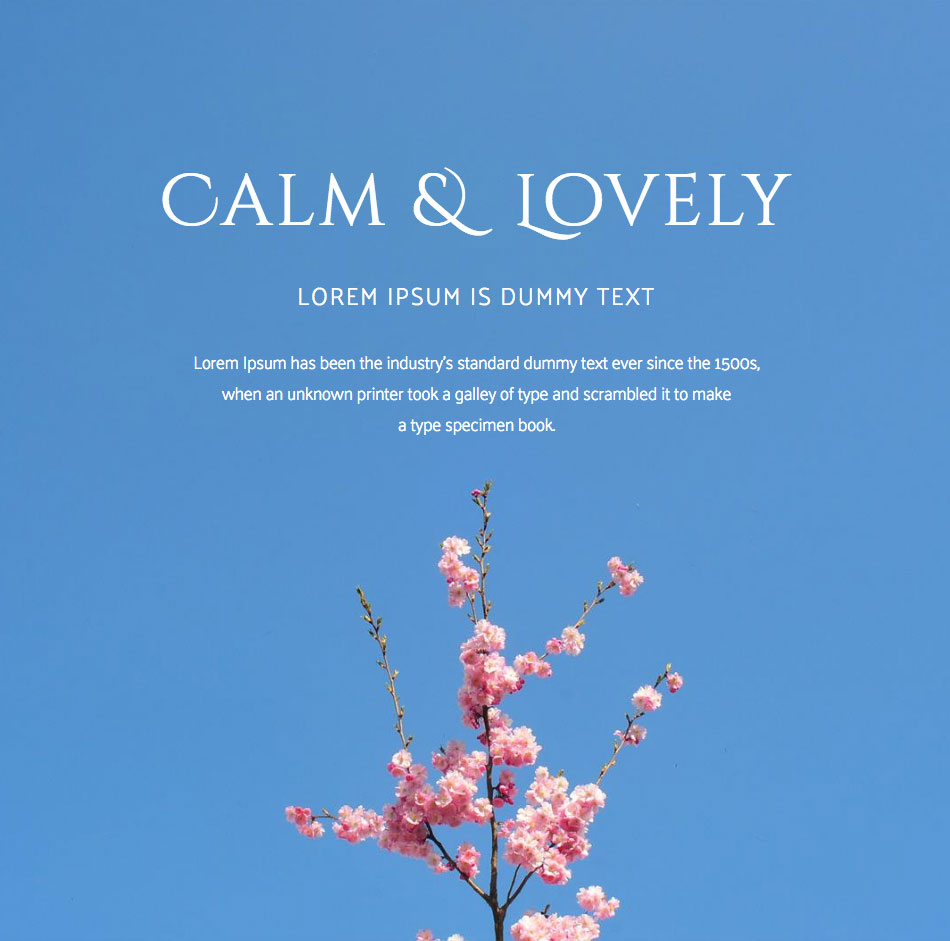 CALM & LOVELY
LOREM IPSUM IS DUMMY TEXT
Lorem Ipsum has been the industry's standard dummy text ever since the 1500s,
when an unknown printer took a galley of type and scrambled it to make
a type specimen book.